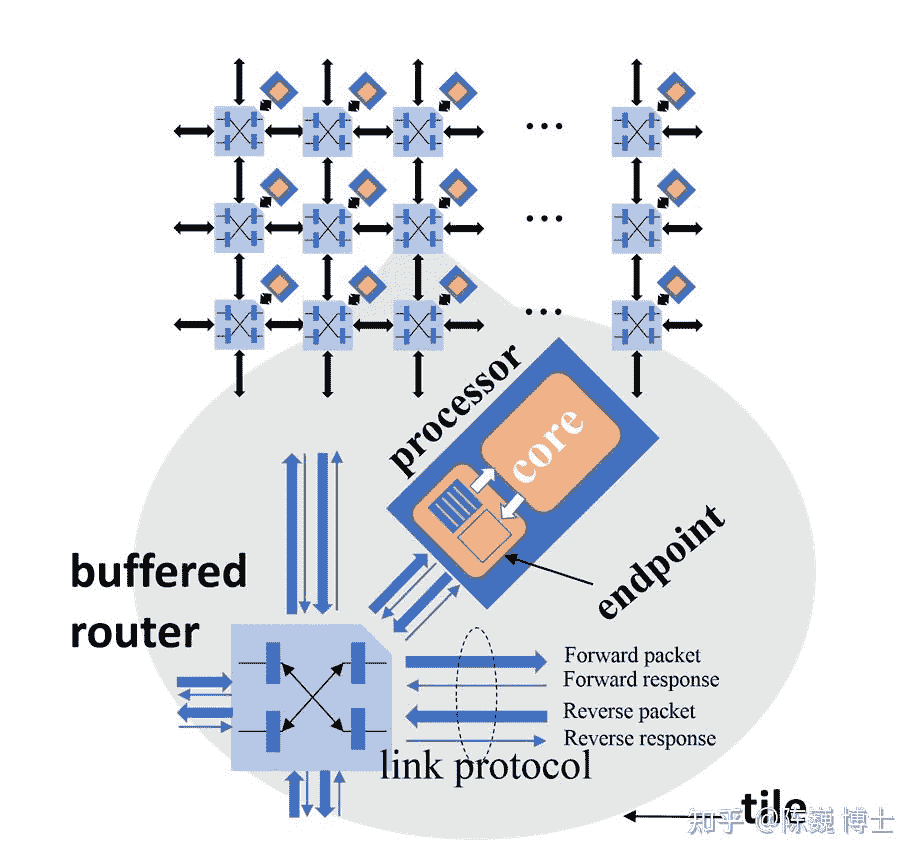 ...
...
...
processor
core
endpoint
buffered
router
Forward packet
Forward response
Reverse packet
Reverse response
link protocol
tile
知乎 @陈巍 博士